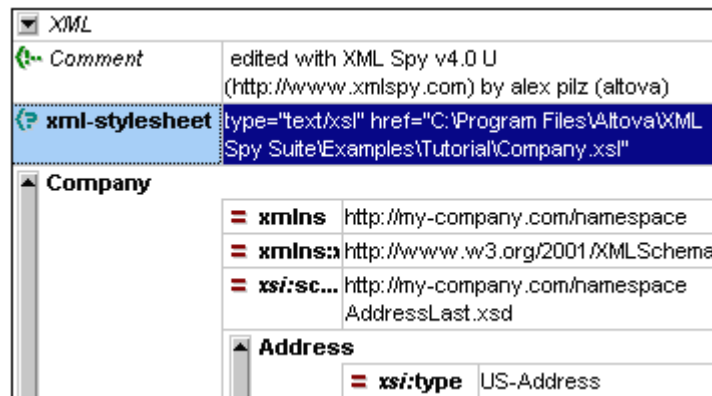 XML
Comment edited with XML Spy v4.0 U
(http://www.xmlspy.com) by alex pilz (altova)
xml-stylesheet type="text/xsl" href="C:\Program Files\Altova\XML
Spy Suite\Examples\Tutorial\Company.xsl"
Company
= xmlns http://my-company.com/namespace
= xmlns:x http://www.w3.org/2001/XMLSchema
= xsi:sc... http://my-company.com/namespace
AddressLast.xsd
Address
= xsi:type US-Address